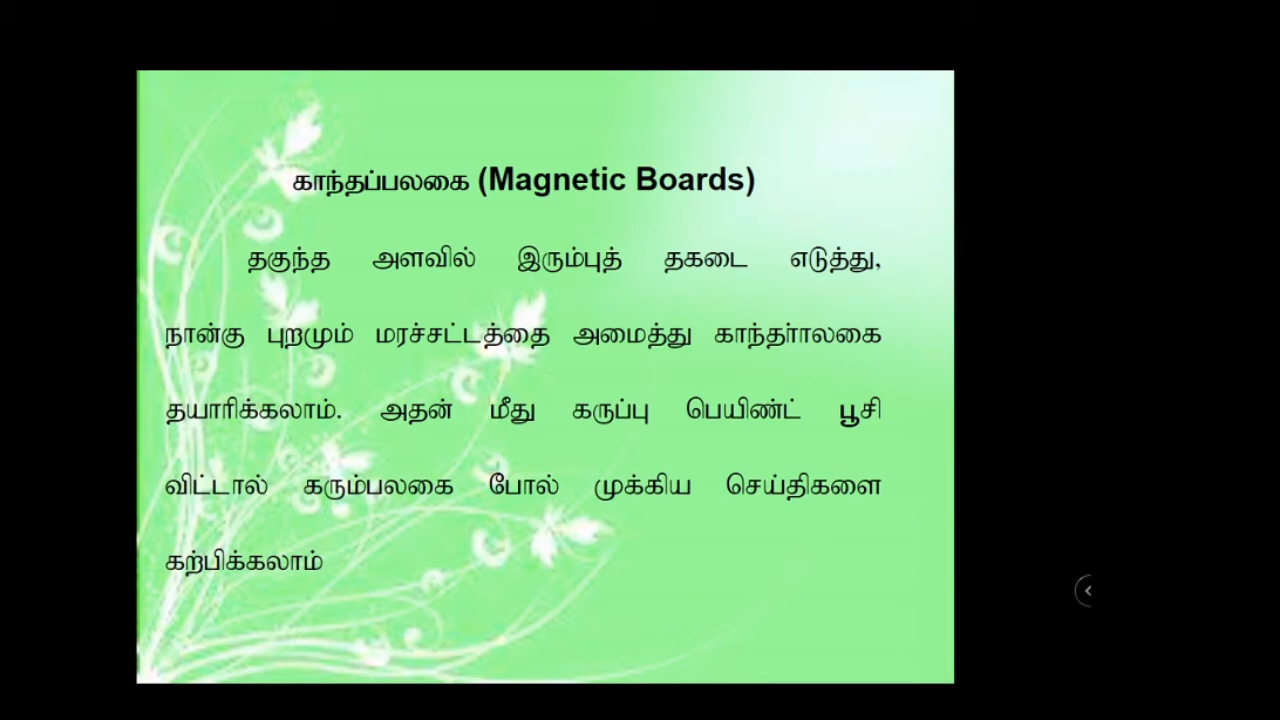 காந்தப்பலகை (Magnetic Boards)
தகுந்த அளவில் இரும்புத் தகடை எடுத்து,
நான்கு புறமும் மரச்சட்டத்தை அமைத்து காந்தர்ாலகை
தயாரிக்கலாம். அதன் மீது கருப்பு பெயிண்ட் பூசி
விட்டால் கரும்பலகை போல் முக்கிய செய்திகளை
கற்பிக்கலாம்